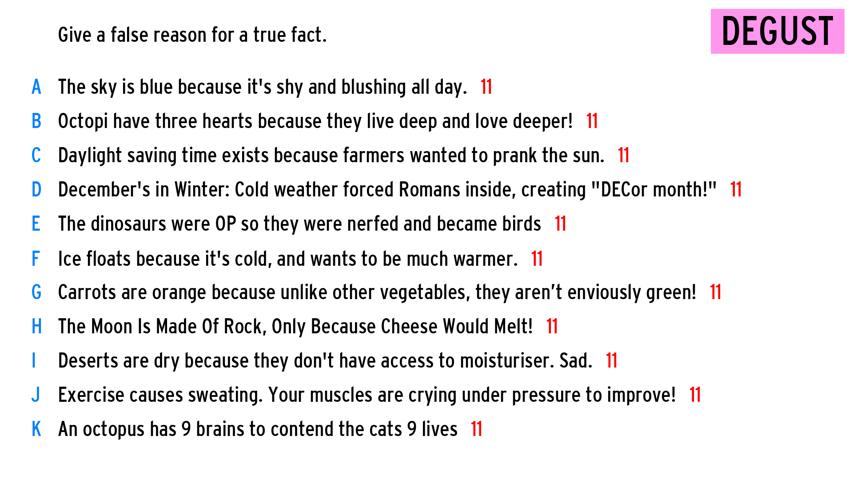 Give a false reason for a true fact.
DEGUST
A The sky is blue because it's shy and blushing all day. 11
B Octopi have three hearts because they live deep and love deeper! 11
C Daylight saving time exists because farmers wanted to prank the sun. 11
D December's in Winter: Cold weather forced Romans inside, creating "DECor month!" 11
E The dinosaurs were OP so they were nerfed and became birds 11
F Ice floats because it's cold, and wants to be much warmer. 11
G Carrots are orange because unlike other vegetables, they aren’t enviously green! 11
H The Moon Is Made Of Rock, Only Because Cheese Would Melt! 11
I Deserts are dry because they don't have access to moisturiser. Sad. 11
J Exercise causes sweating. Your muscles are crying under pressure to improve! 11
K An octopus has 9 brains to contend the cats 9 lives 11